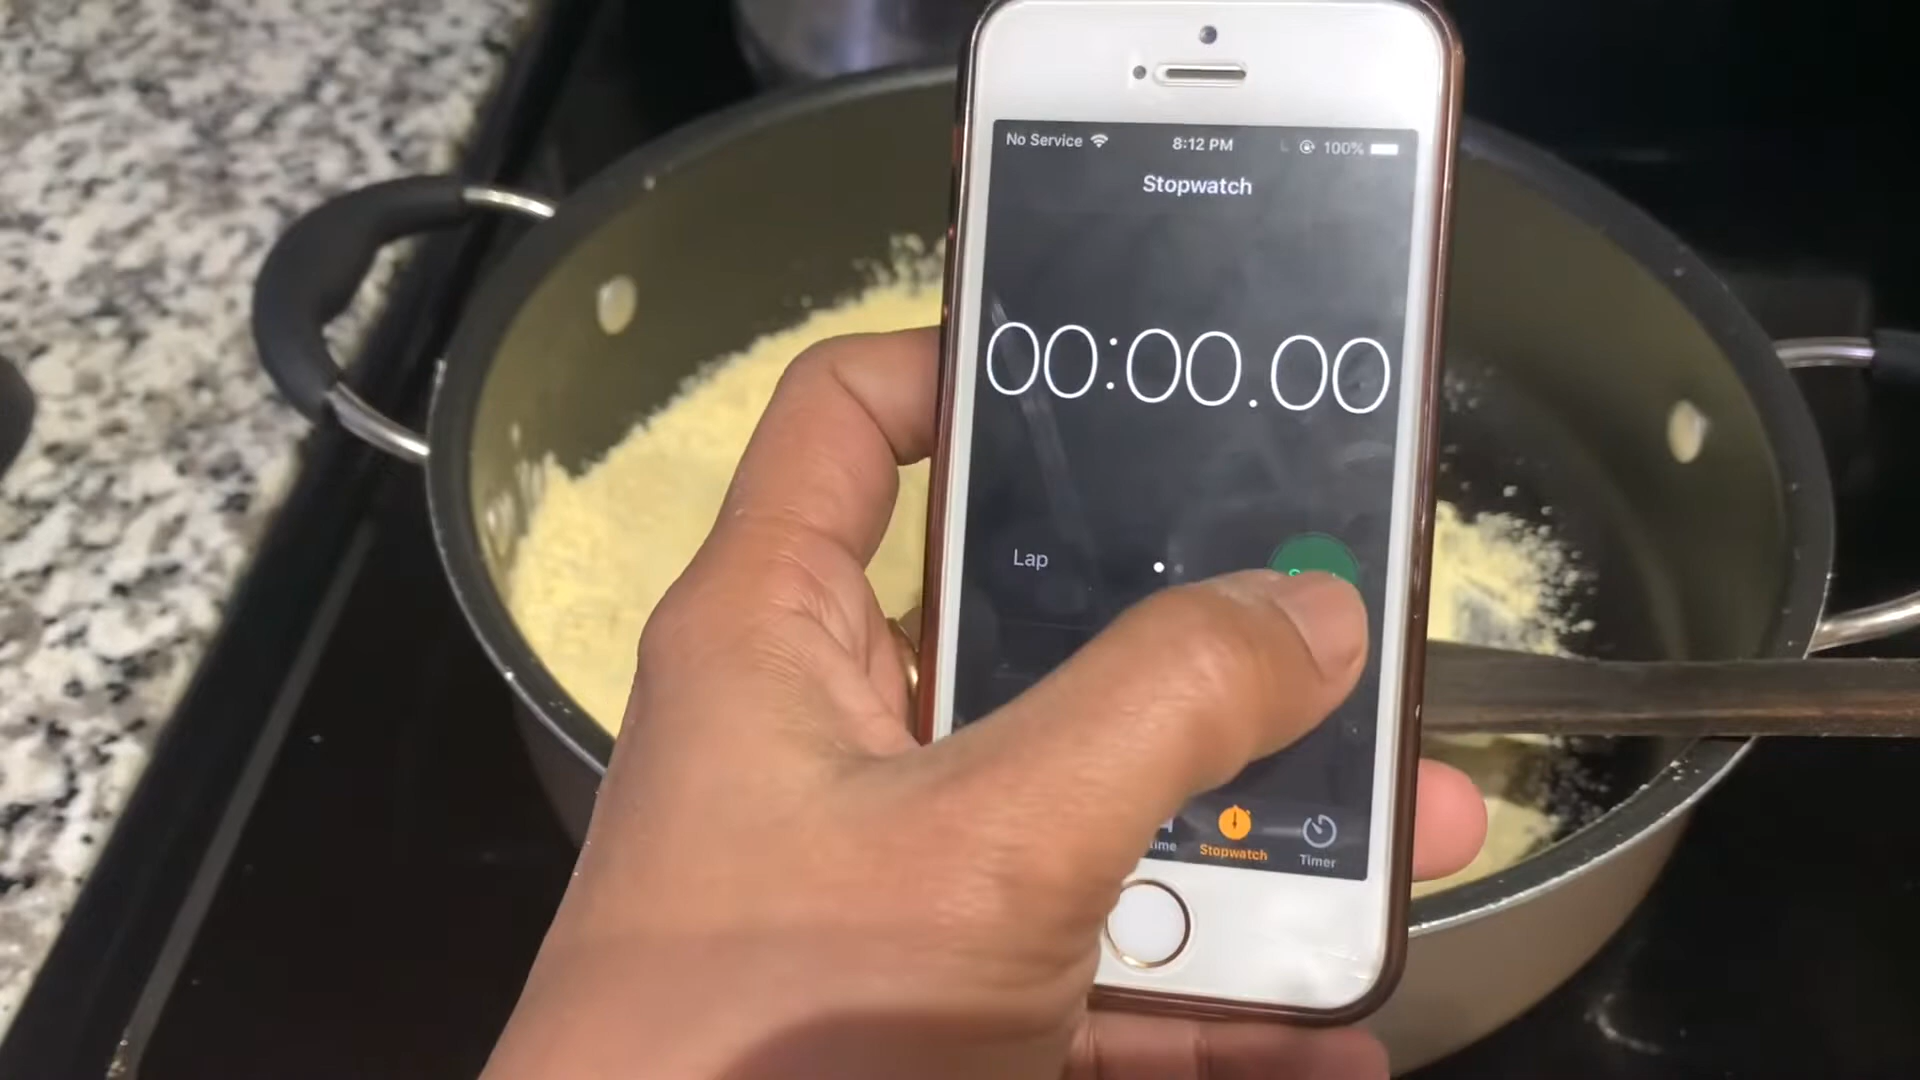 No Service 8:12 PM 100%
Stopwatch
00:00.00
Lap
Stopwatch
Timer